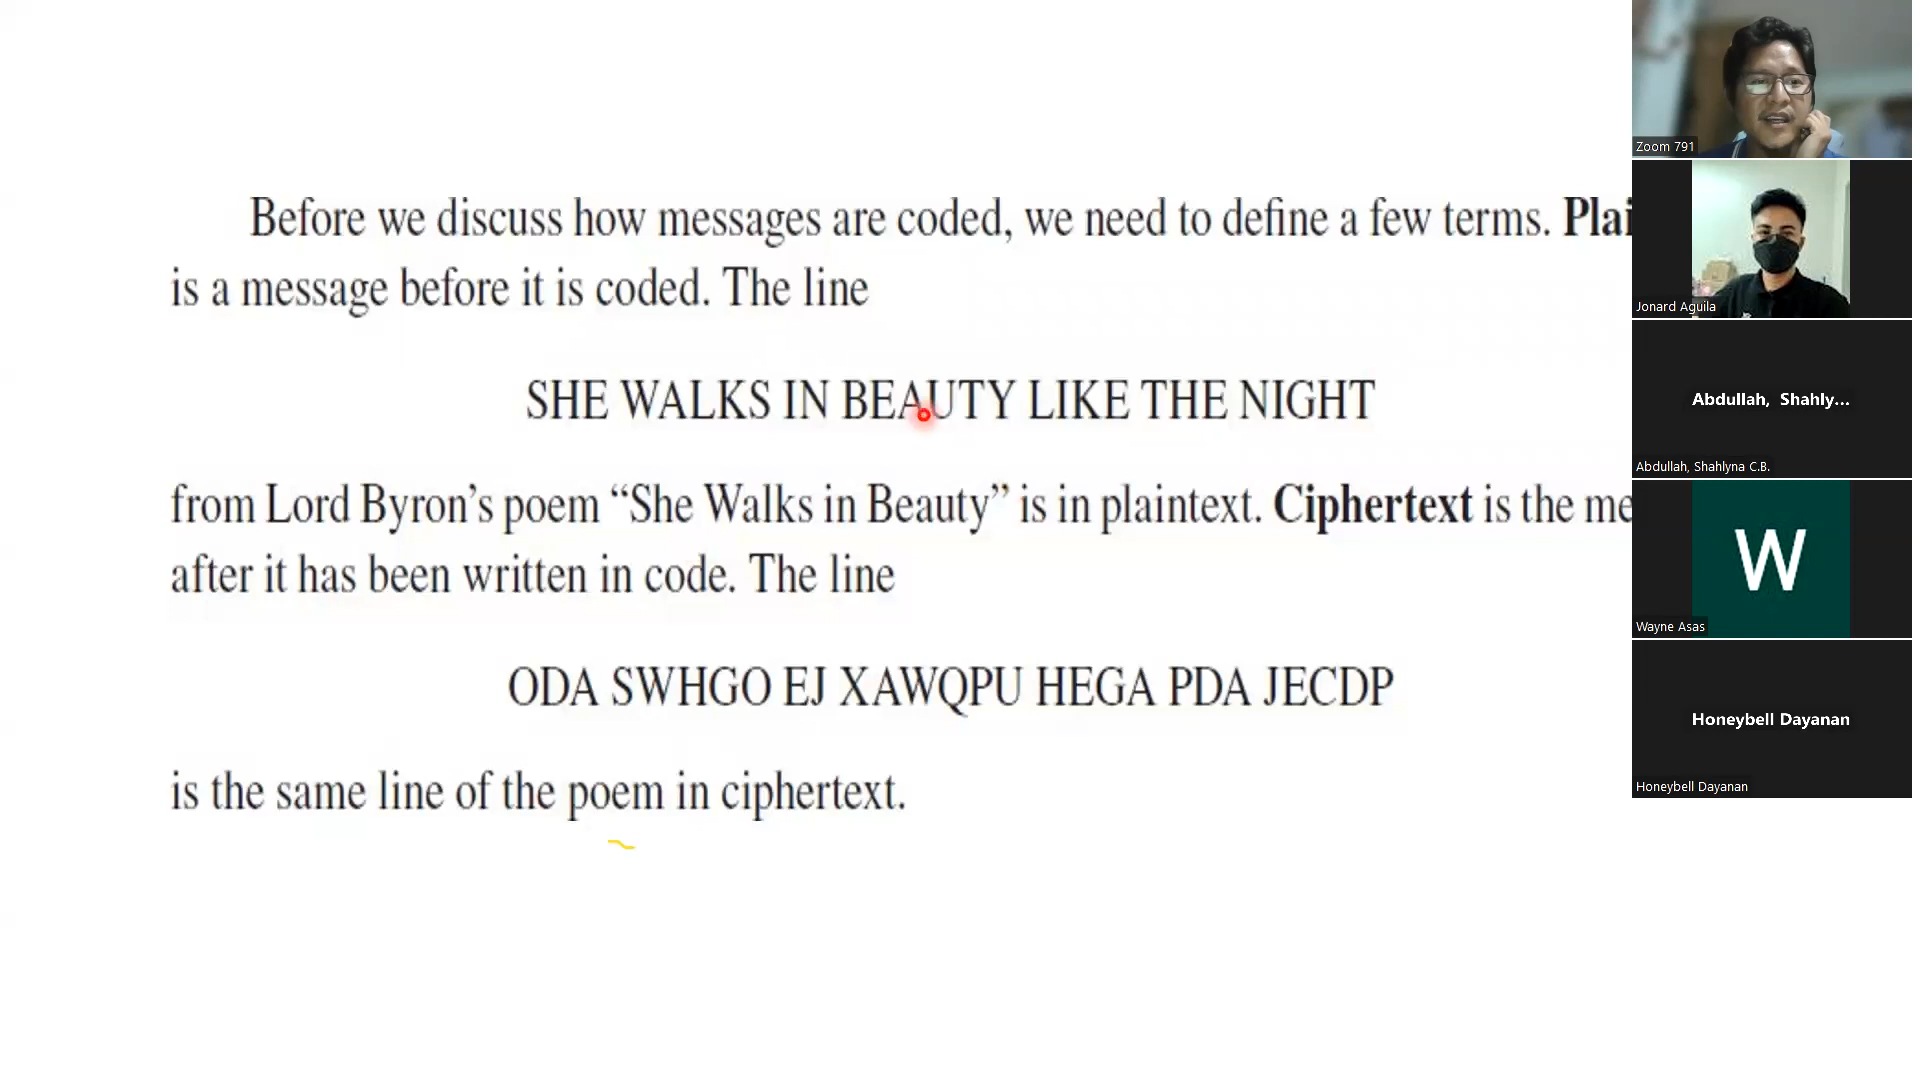 Before we discuss how messages are coded, we need to define a few terms. Plai
is a message before it is coded. The line
SHE WALKS IN BEAUTY LIKE THE NIGHT
from Lord Byron’s poem “She Walks in Beauty” is in plaintext. Ciphertext is the me
after it has been written in code. The line
ODA SWHGO EJ XAWQPU HEGA PDA JECDP
is the same line of the poem in ciphertext.
Zoom 791
Jonard Aguila
Abdullah, Shahly...
Abdullah, Shahlyna C.B.
W
Wayne Asas
Honeybell Dayanan
Honeybell Dayanan